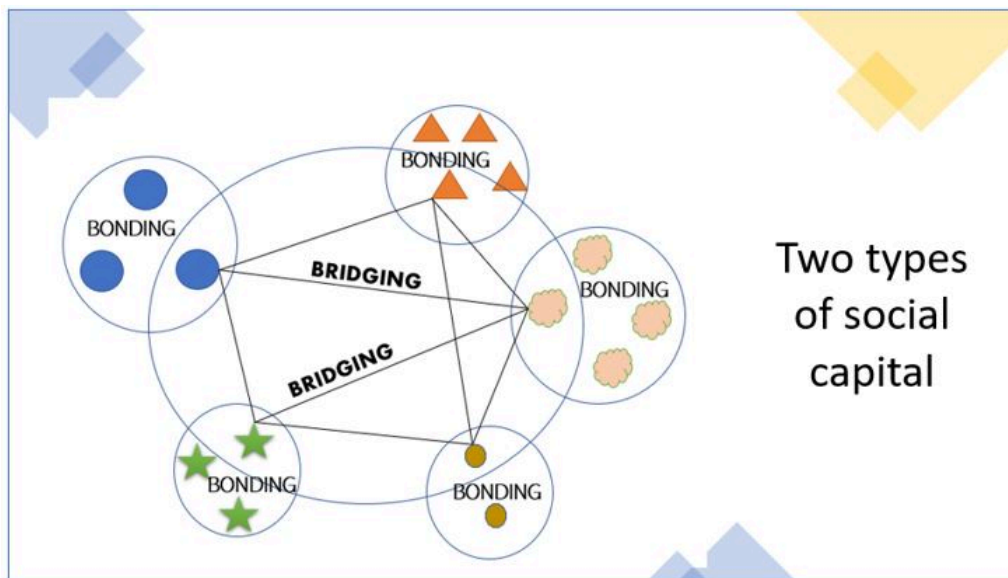 BONDING
BONDING
BRIDGING
BONDING
BRIDGING
BONDING
BONDING
Two types
of social
capital